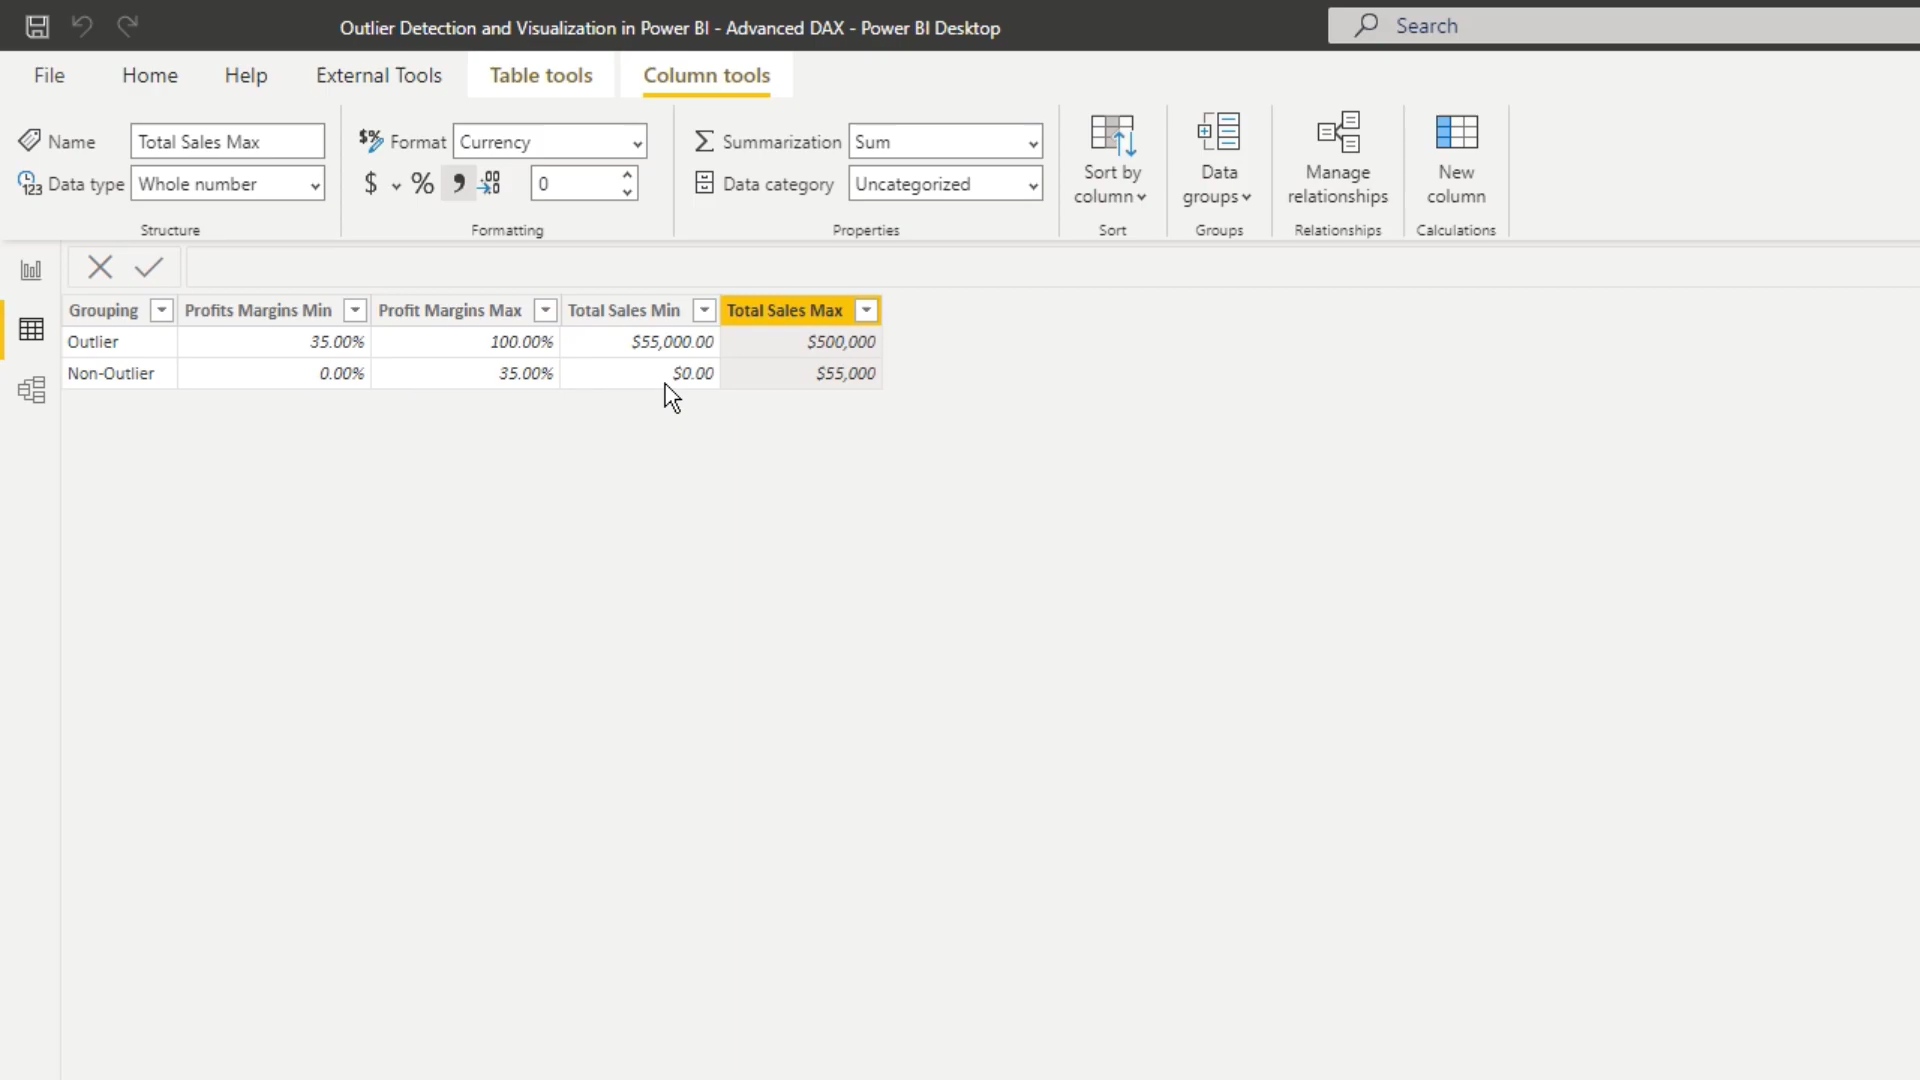 Outlier Detection and Visualization in Power BI - Advanced DAX - Power BI Desktop
Search
File Home Help External Tools Table tools Column tools
Name Total Sales Max
$% Format Currency
Summarization Sum
Data type Whole number
$ % , .00 0
Data category Uncategorized
Sort by column
Data groups
Manage relationships
New column
Structure Formatting Properties Sort Groups Relationships Calculations
Grouping Profits Margins Min Profit Margins Max Total Sales Min Total Sales Max
Outlier 35.00% 100.00% $55,000.00 $500,000
Non-Outlier 0.00% 35.00% $0.00 $55,000